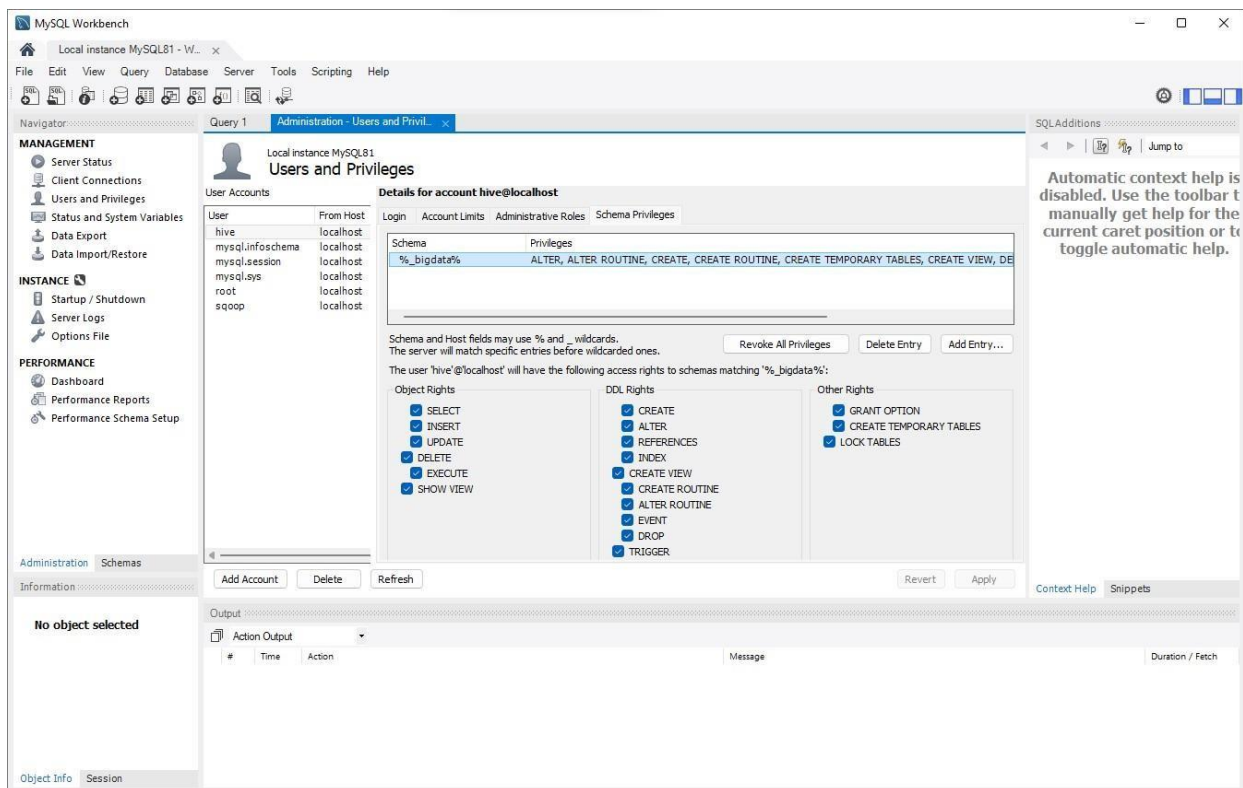 MySQL Workbench
Local instance MySQL81 - W...
File Edit View Query Database Server Tools Scripting Help
Navigator
MANAGEMENT
Server Status
Client Connections
Users and Privileges
Status and System Variables
Data Export
Data Import/Restore
INSTANCE
Startup / Shutdown
Server Logs
Options File
PERFORMANCE
Dashboard
Performance Reports
Performance Schema Setup
Administration Schemas
Information
No object selected
Object Info Session
Query 1 Administration - Users and Privil...
Local instance MySQL81
Users and Privileges
User Accounts
User From Host
hive localhost
mysql.infoschema localhost
mysql.session localhost
mysql.sys localhost
root localhost
sqoop localhost
Add Account Delete Refresh
Details for account hive@localhost
Login Account Limits Administrative Roles Schema Privileges
Schema Privileges
%_bigdata% ALTER, ALTER ROUTINE, CREATE, CREATE ROUTINE, CREATE TEMPORARY TABLES, CREATE VIEW, DE
Schema and Host fields may use % and _ wildcards.
The server will match specific entries before wildcarded ones.
Revoke All Privileges Delete Entry Add Entry...
The user 'hive'@'localhost' will have the following access rights to schemas matching '%_bigdata%':
Object Rights
SELECT
INSERT
UPDATE
DELETE
EXECUTE
SHOW VIEW
DDL Rights
CREATE
ALTER
REFERENCES
INDEX
CREATE VIEW
CREATE ROUTINE
ALTER ROUTINE
EVENT
DROP
TRIGGER
Other Rights
GRANT OPTION
CREATE TEMPORARY TABLES
LOCK TABLES
Revert Apply
SQLAdditions
Jump to
Automatic context help is
disabled. Use the toolbar t
manually get help for the
current caret position or to
toggle automatic help.
Context Help Snippets
Output
Action Output
# Time Action Message Duration / Fetch